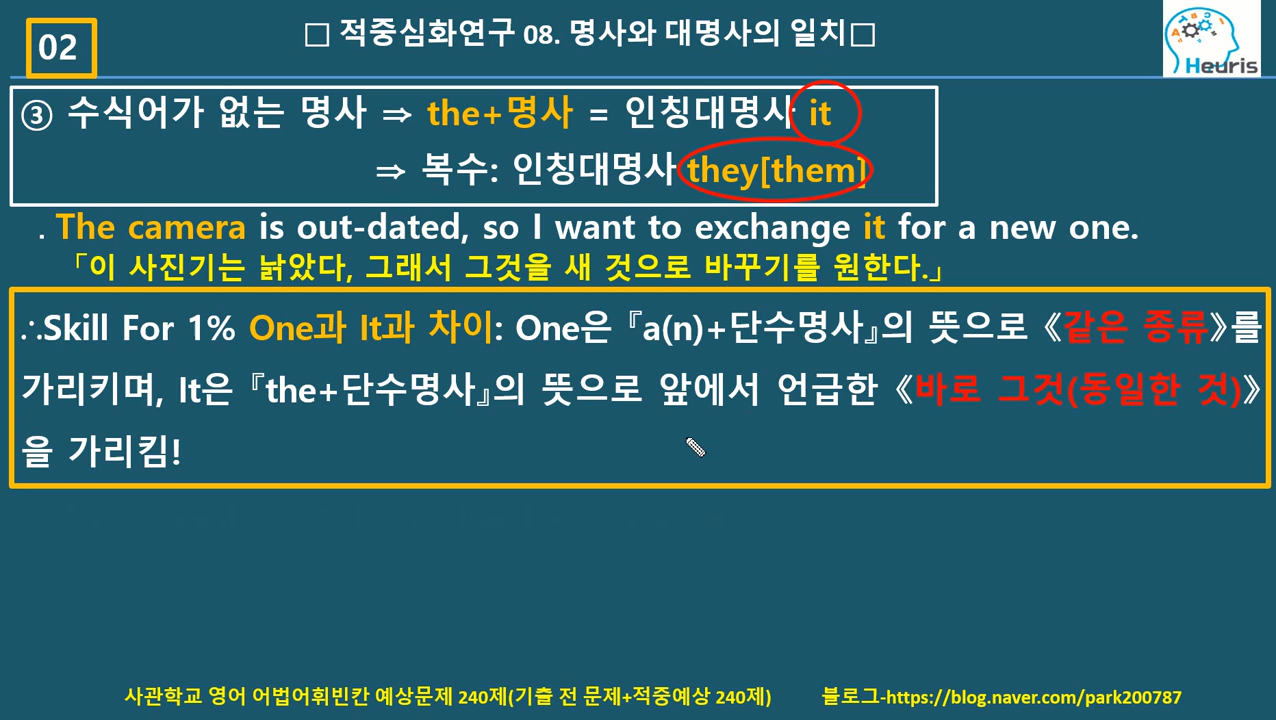 02
□ 적중심화연구 08. 명사와 대명사의 일치□
Heuris
③ 수식어가 없는 명사 ⇒ the+명사 = 인칭대명사 it
⇒ 복수: 인칭대명사 they[them]
. The camera is out-dated, so I want to exchange it for a new one.
「이 사진기는 낡았다, 그래서 그것을 새 것으로 바꾸기를 원한다.」
∴Skill For 1% One과 It과 차이: One은 『a(n)+단수명사』의 뜻으로 《같은 종류》를
가리키며, It은 『the+단수명사』의 뜻으로 앞에서 언급한 《바로 그것(동일한 것)》
을 가리킴!
사관학교 영어 어법어휘빈칸 예상문제 240제(기출 전 문제+적중예상 240제) 블로그-https://blog.naver.com/park200787